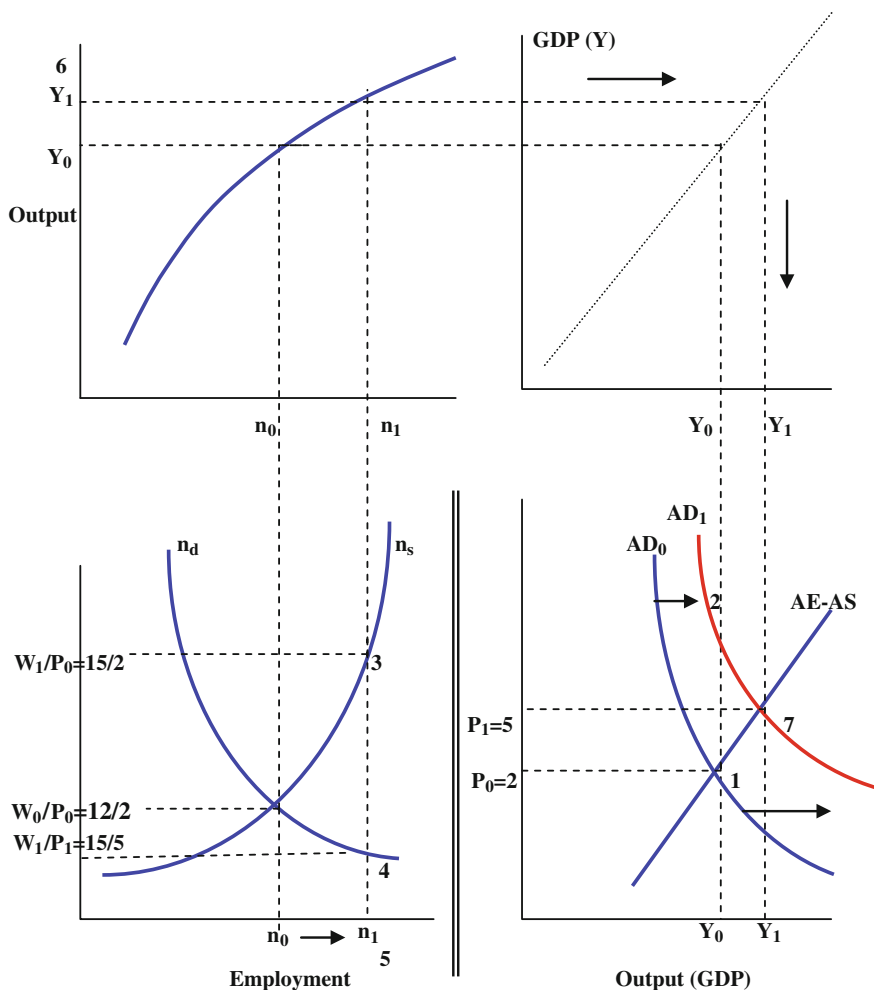 6
Y1
Y0
Output
n0 n1
GDP (Y)
Y0 Y1
nd ns
W1/P0=15/2
3
W0/P0=12/2
W1/P1=15/5
4
n0 n1
5
Employment
AD1
AD0
2
AE-AS
P1=5
7
P0=2
1
Y0 Y1
Output (GDP)